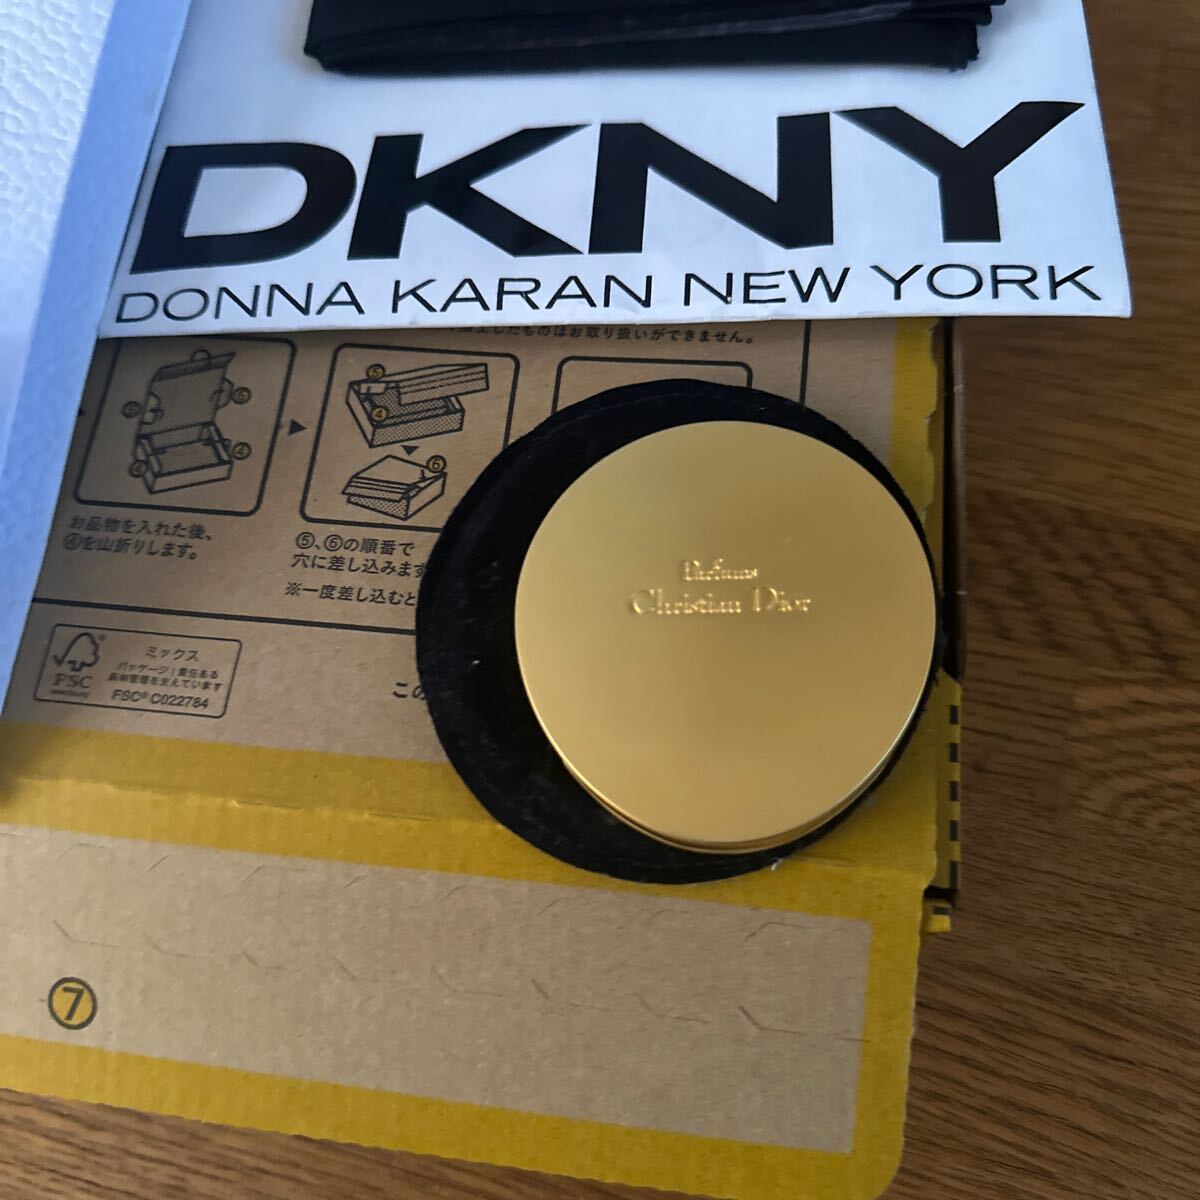 DKNY
DONNA KARAN NEW YORK
したものはお取り扱いができません。
⑤
⑥
④
④
⑤
④
⑥
お品物を入れた後、
④を山折りします。
⑤、⑥の順番で
穴に差し込みます
※一度差し込むと
FSC
ミックス
パッケージ|責任ある
森林管理を支えています
FSC® C022784
この
Parfums
Christian Dior
⑦